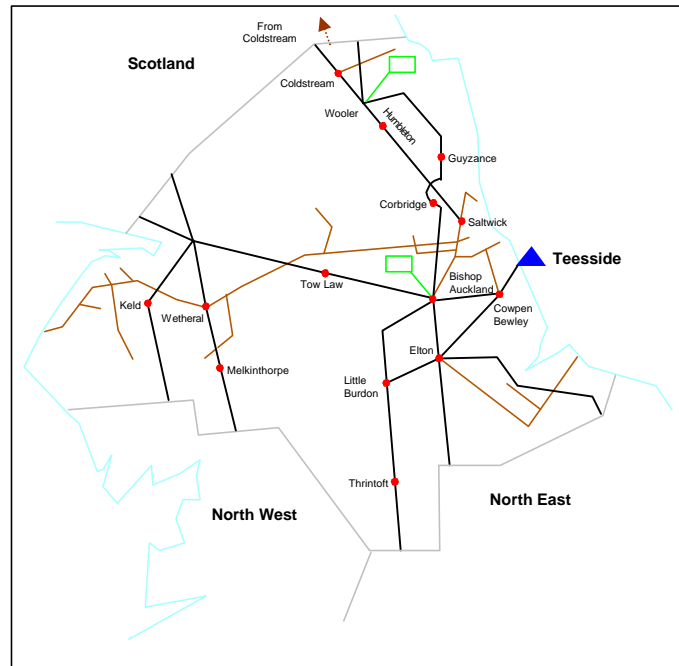 From
Coldstream
Scotland
Coldstream
Wooler
Humbleton
Guyzance
Corbridge
Saltwick
Teesside
Bishop
Auckland
Tow Law
Keld
Wetheral
Cowpen
Bewley
Elton
Melkinthorpe
Little
Burdon
Thrintoft
North East
North West